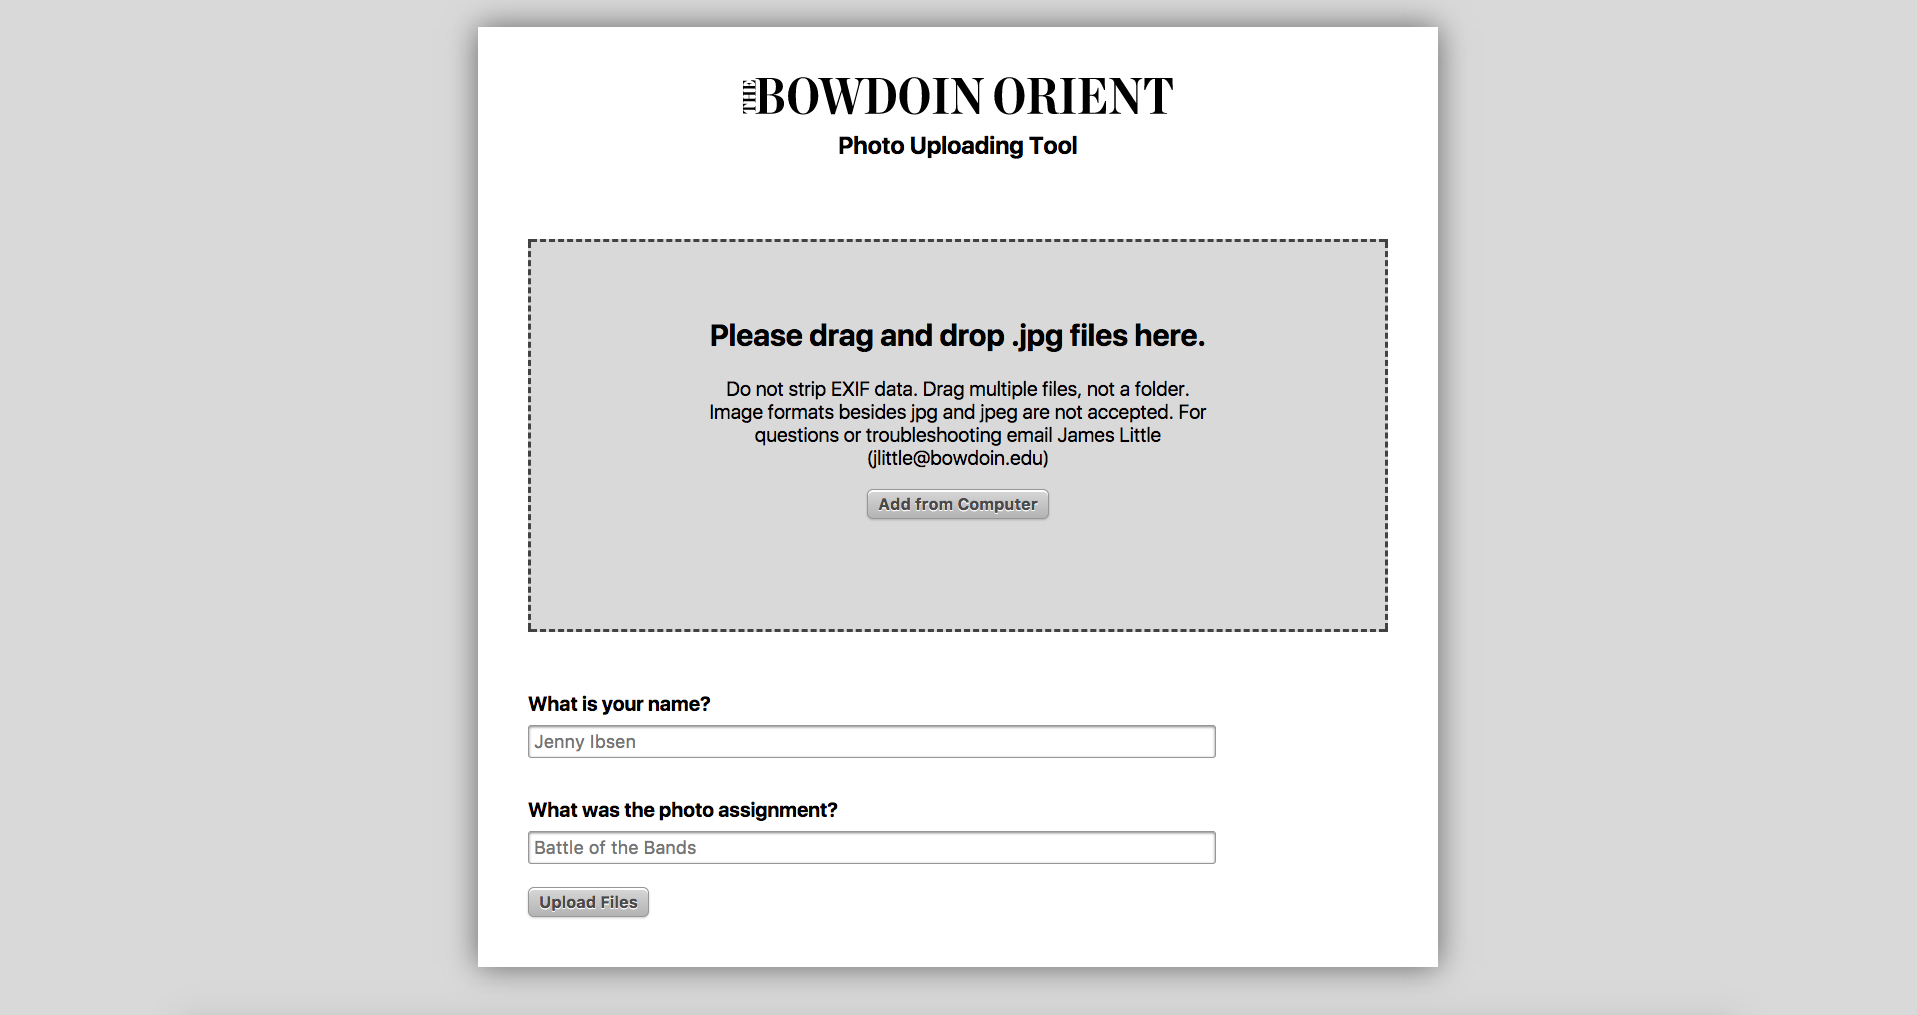 THE BOWDOIN ORIENT
Photo Uploading Tool
Please drag and drop .jpg files here.
Do not strip EXIF data. Drag multiple files, not a folder.
Image formats besides jpg and jpeg are not accepted. For
questions or troubleshooting email James Little
(jlittle@bowdoin.edu)
Add from Computer
What is your name?
Jenny Ibsen
What was the photo assignment?
Battle of the Bands
Upload Files